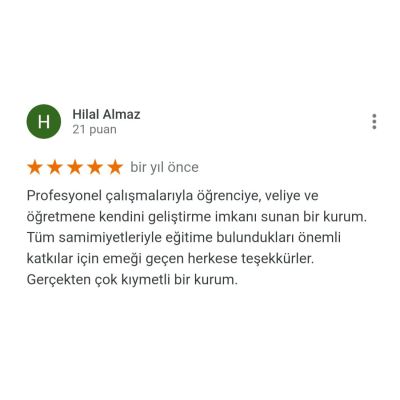 H
Hilal Almaz
21 puan
bir yıl önce
Profesyonel çalışmalarıyla öğrenciye, veliye ve
öğretmene kendini geliştirme imkanı sunan bir kurum.
Tüm samimiyetleriyle eğitime bulundukları önemli
katkılar için emeği geçen herkese teşekkürler.
Gerçekten çok kıymetli bir kurum.